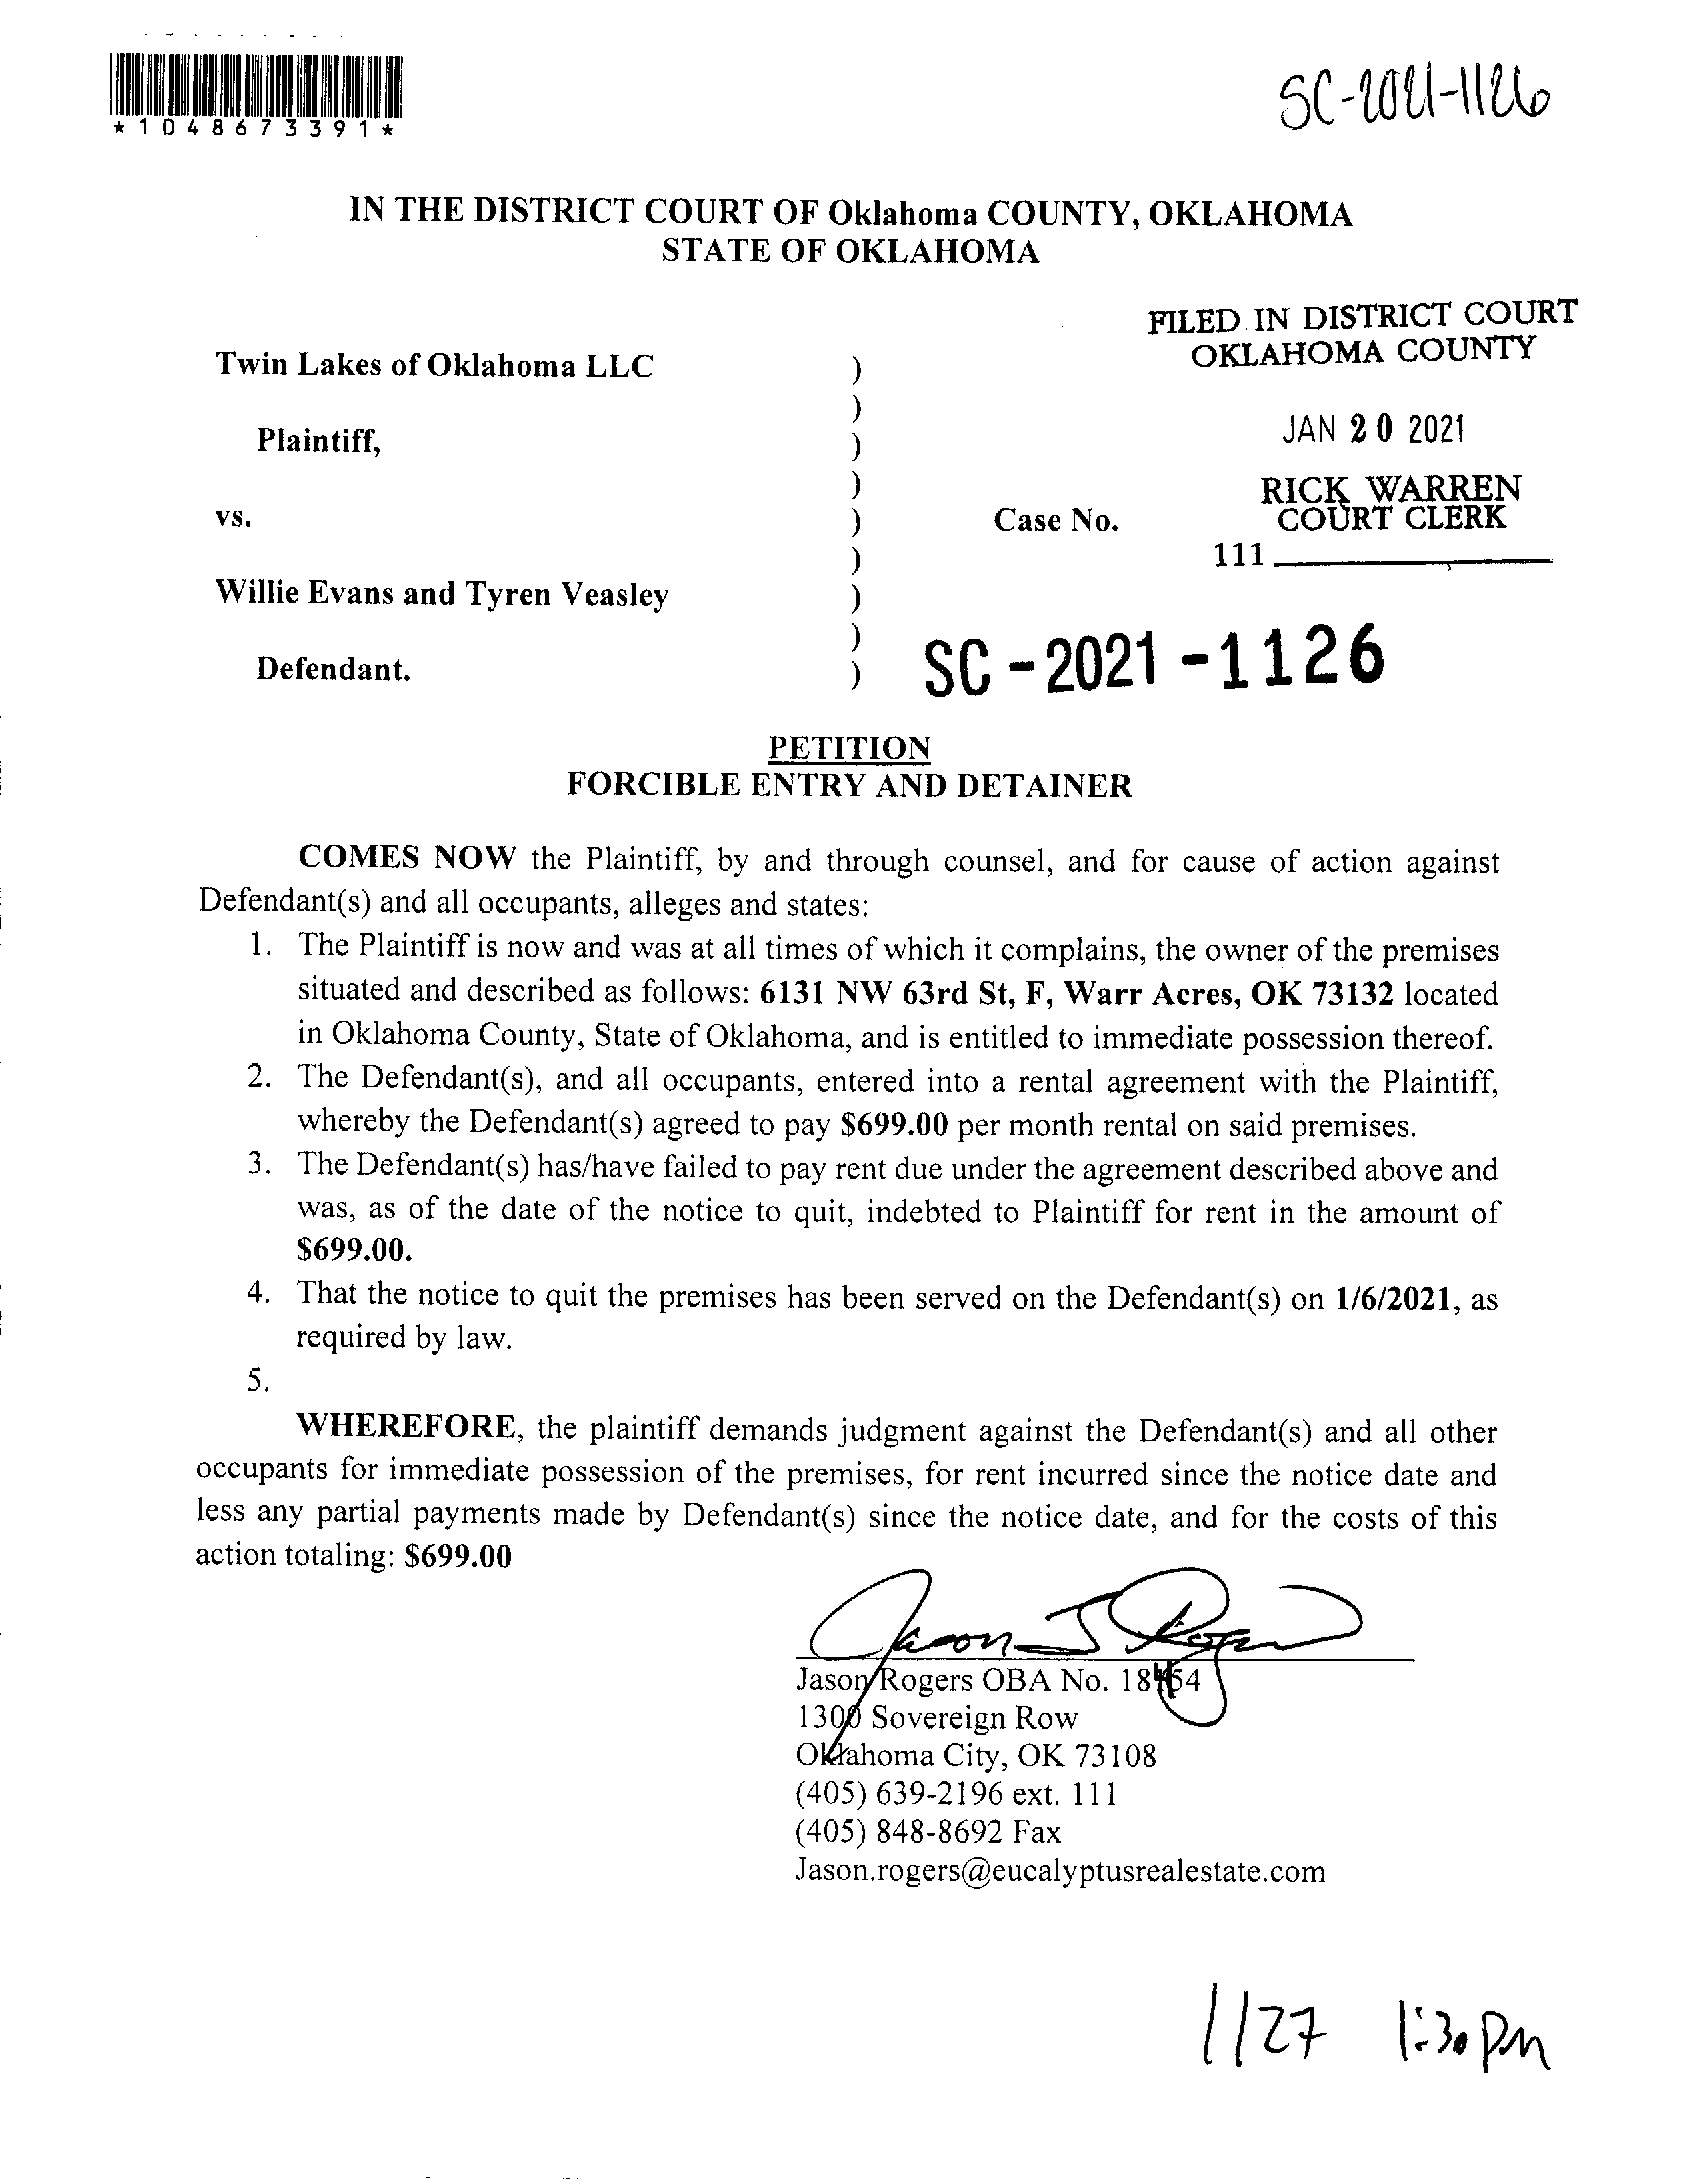 *1048673391*
SC-2021-1126
IN THE DISTRICT COURT OF Oklahoma COUNTY, OKLAHOMA
STATE OF OKLAHOMA
FILED IN DISTRICT COURT
OKLAHOMA COUNTY
Twin Lakes of Oklahoma LLC )
)
JAN 20 2021
Plaintiff, )
)
RICK WARREN
vs. ) Case No. COURT CLERK
)
111
Willie Evans and Tyren Veasley )
)
Defendant. ) SC-2021-1126
PETITION
FORCIBLE ENTRY AND DETAINER
COMES NOW the Plaintiff, by and through counsel, and for cause of action against
Defendant(s) and all occupants, alleges and states:
1. The Plaintiff is now and was at all times of which it complains, the owner of the premises
situated and described as follows: 6131 NW 63rd St, F, Warr Acres, OK 73132 located
in Oklahoma County, State of Oklahoma, and is entitled to immediate possession thereof.
2. The Defendant(s), and all occupants, entered into a rental agreement with the Plaintiff,
whereby the Defendant(s) agreed to pay $699.00 per month rental on said premises.
3. The Defendant(s) has/have failed to pay rent due under the agreement described above and
was, as of the date of the notice to quit, indebted to Plaintiff for rent in the amount of
$699.00.
4. That the notice to quit the premises has been served on the Defendant(s) on 1/6/2021, as
required by law.
5.
WHEREFORE, the plaintiff demands judgment against the Defendant(s) and all other
occupants for immediate possession of the premises, for rent incurred since the notice date and
less any partial payments made by Defendant(s) since the notice date, and for the costs of this
action totaling: $699.00
Jason J Rogers
Jason Rogers OBA No.
1300 Sovereign Row
Oklahoma City, OK 73108
(405) 639-2196 ext. 111
(405) 848-8692 Fax
Jason.rogers@eucalyptusrealestate.com
1/27 1:30 pm